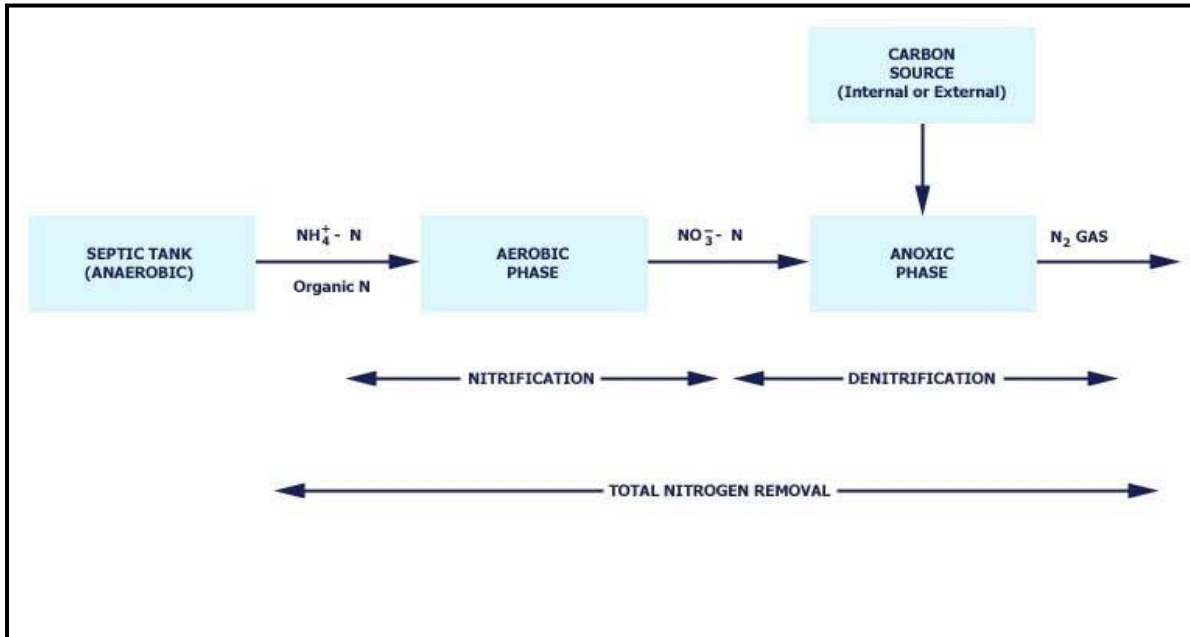 CARBON
SOURCE
(Internal or External)
SEPTIC TANK
(ANAEROBIC)
NH₄⁺ - N
Organic N
AEROBIC
PHASE
NO₃⁻ - N
ANOXIC
PHASE
N₂ GAS
NITRIFICATION
DENITRIFICATION
TOTAL NITROGEN REMOVAL